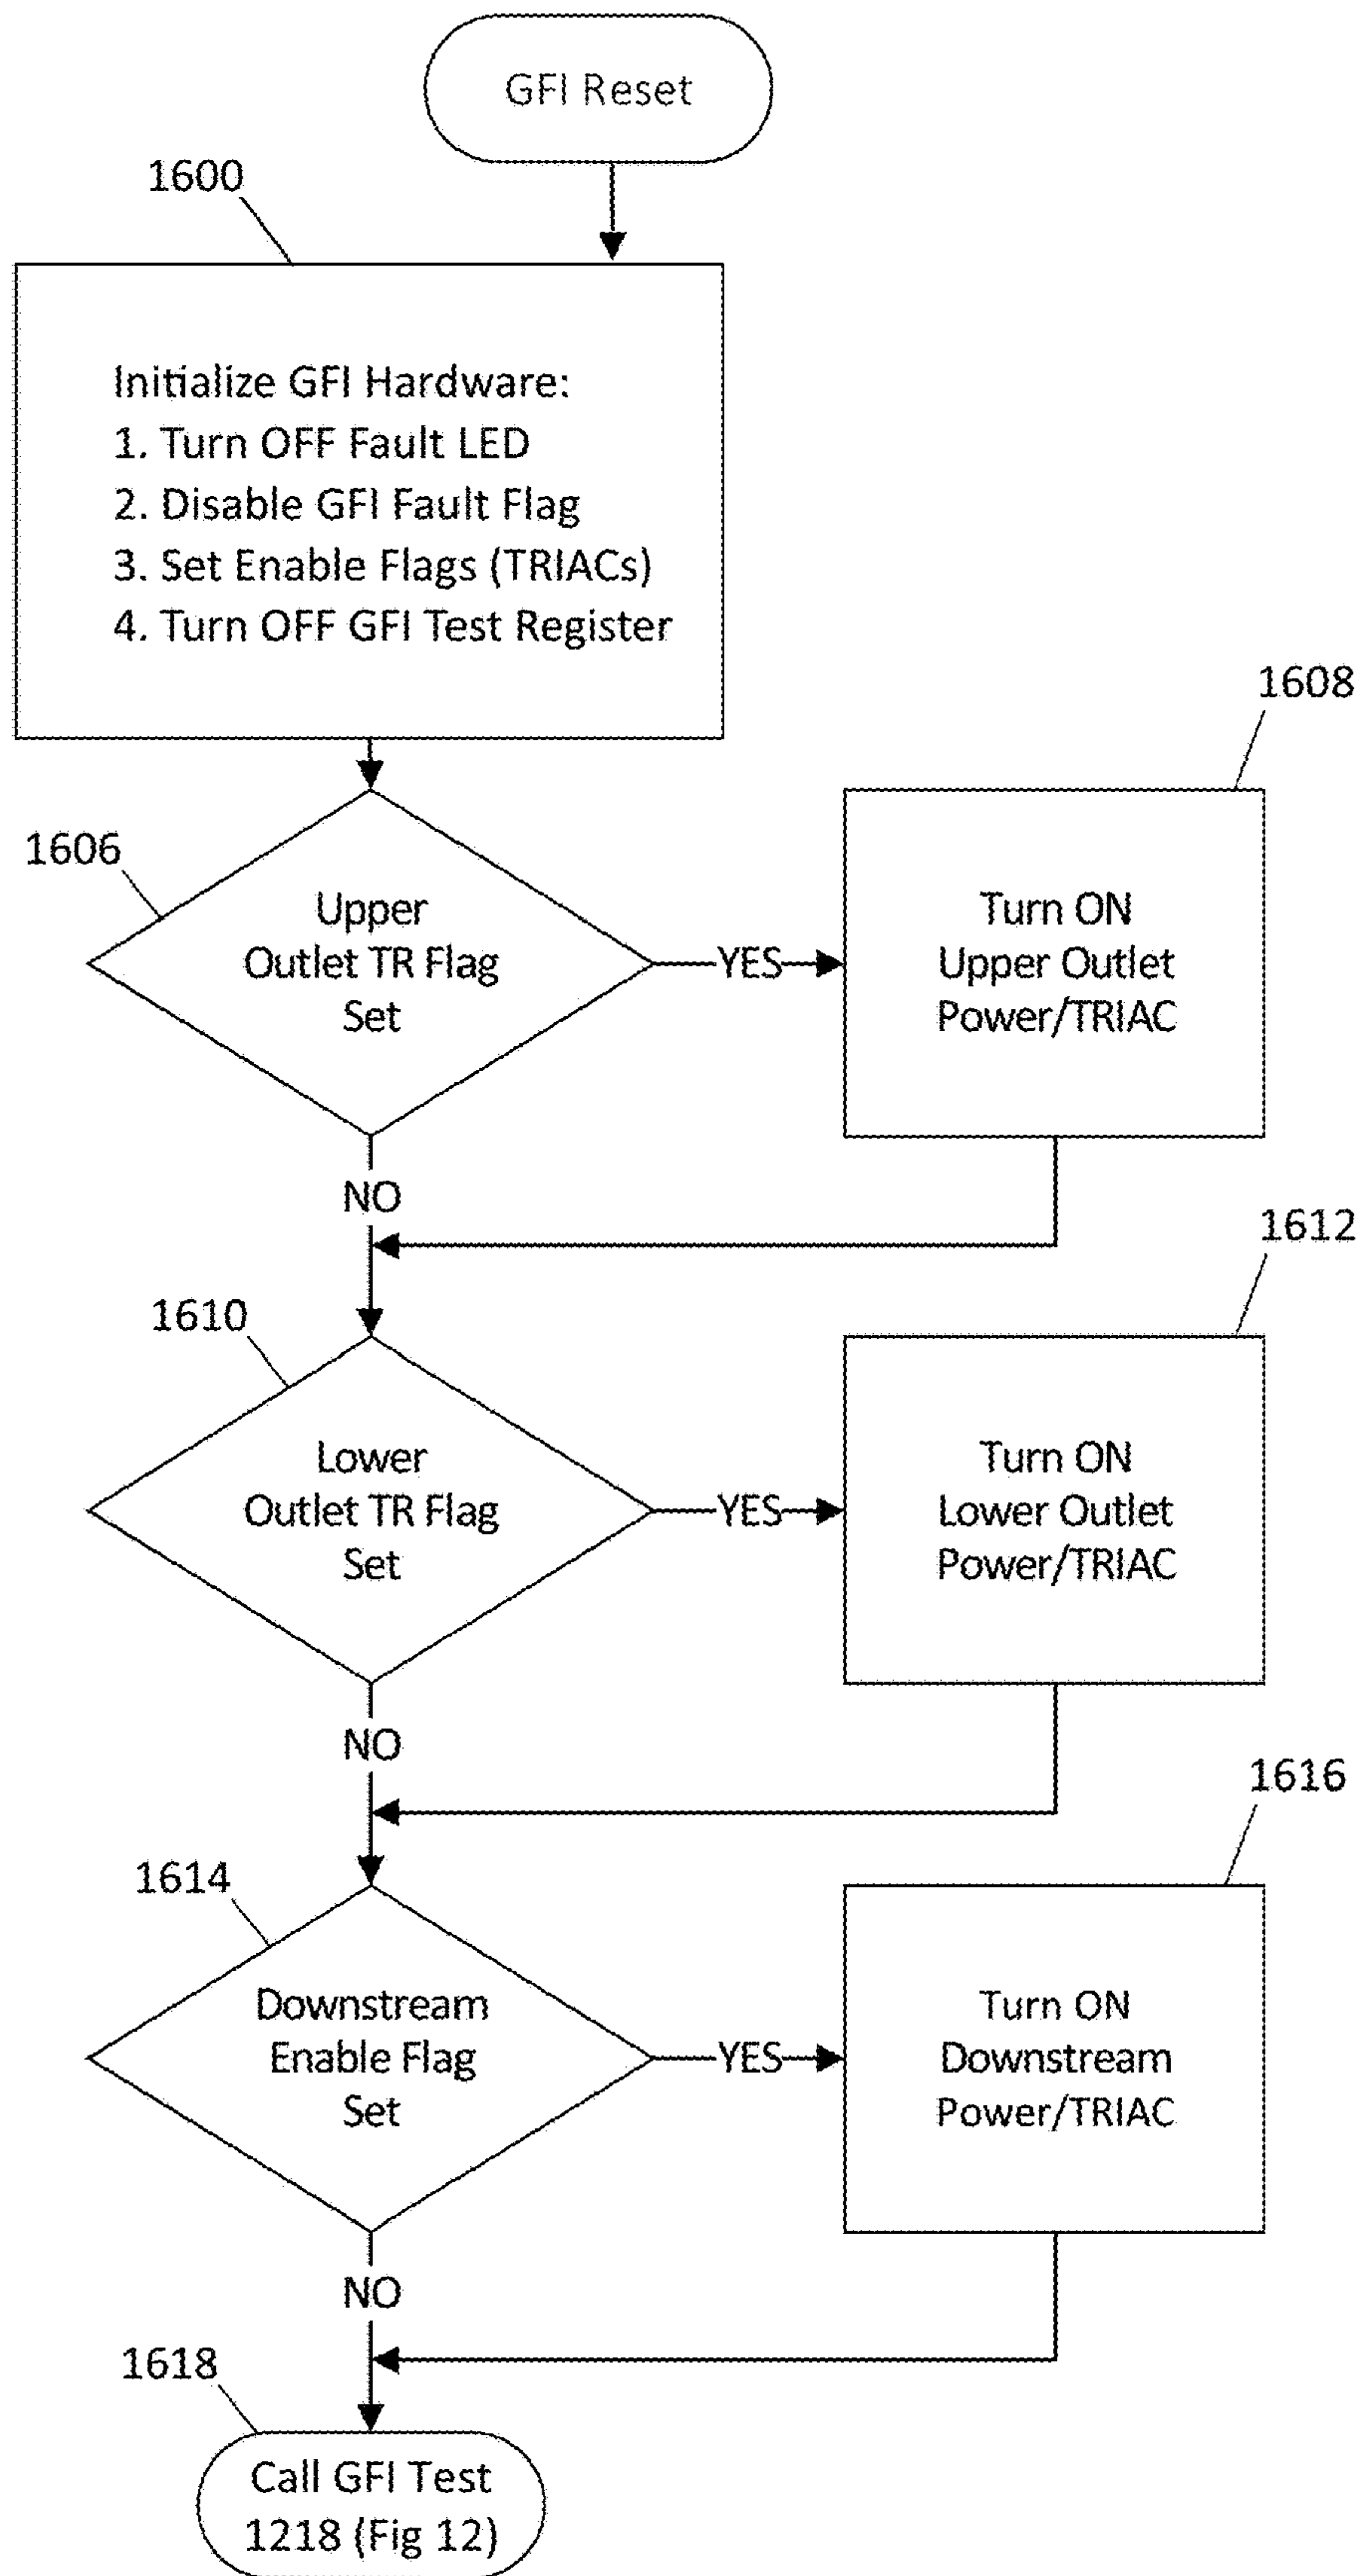 GFI Reset
1600
Initialize GFI Hardware:
1. Turn OFF Fault LED
2. Disable GFI Fault Flag
3. Set Enable Flags (TRIACs)
4. Turn OFF GFI Test Register
1608
1606
Upper
Outlet TR Flag
Set
YES
Turn ON
Upper Outlet
Power/TRIAC
NO
1612
1610
Lower
Outlet TR Flag
Set
YES
Turn ON
Lower Outlet
Power/TRIAC
NO
1616
1614
Downstream
Enable Flag
Set
YES
Turn ON
Downstream
Power/TRIAC
NO
1618
Call GFI Test
1218 (Fig 12)